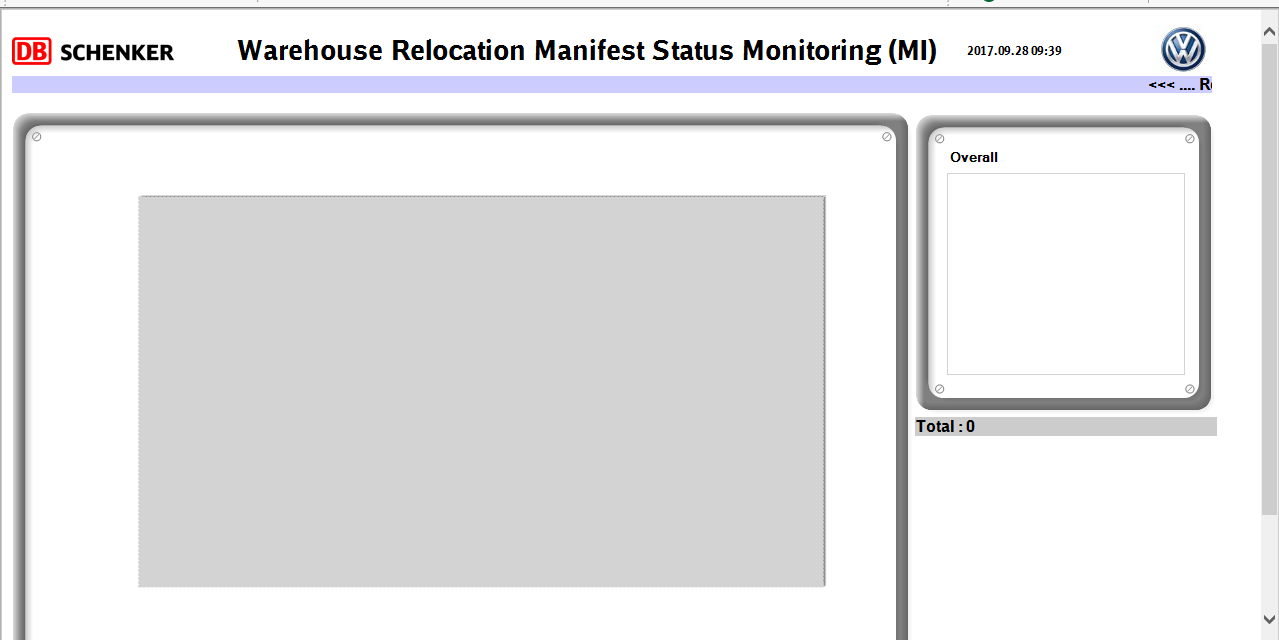 DB SCHENKER
Warehouse Relocation Manifest Status Monitoring (MI)
2017.09.28 09:39
<<< ....
Overall
Total : 0